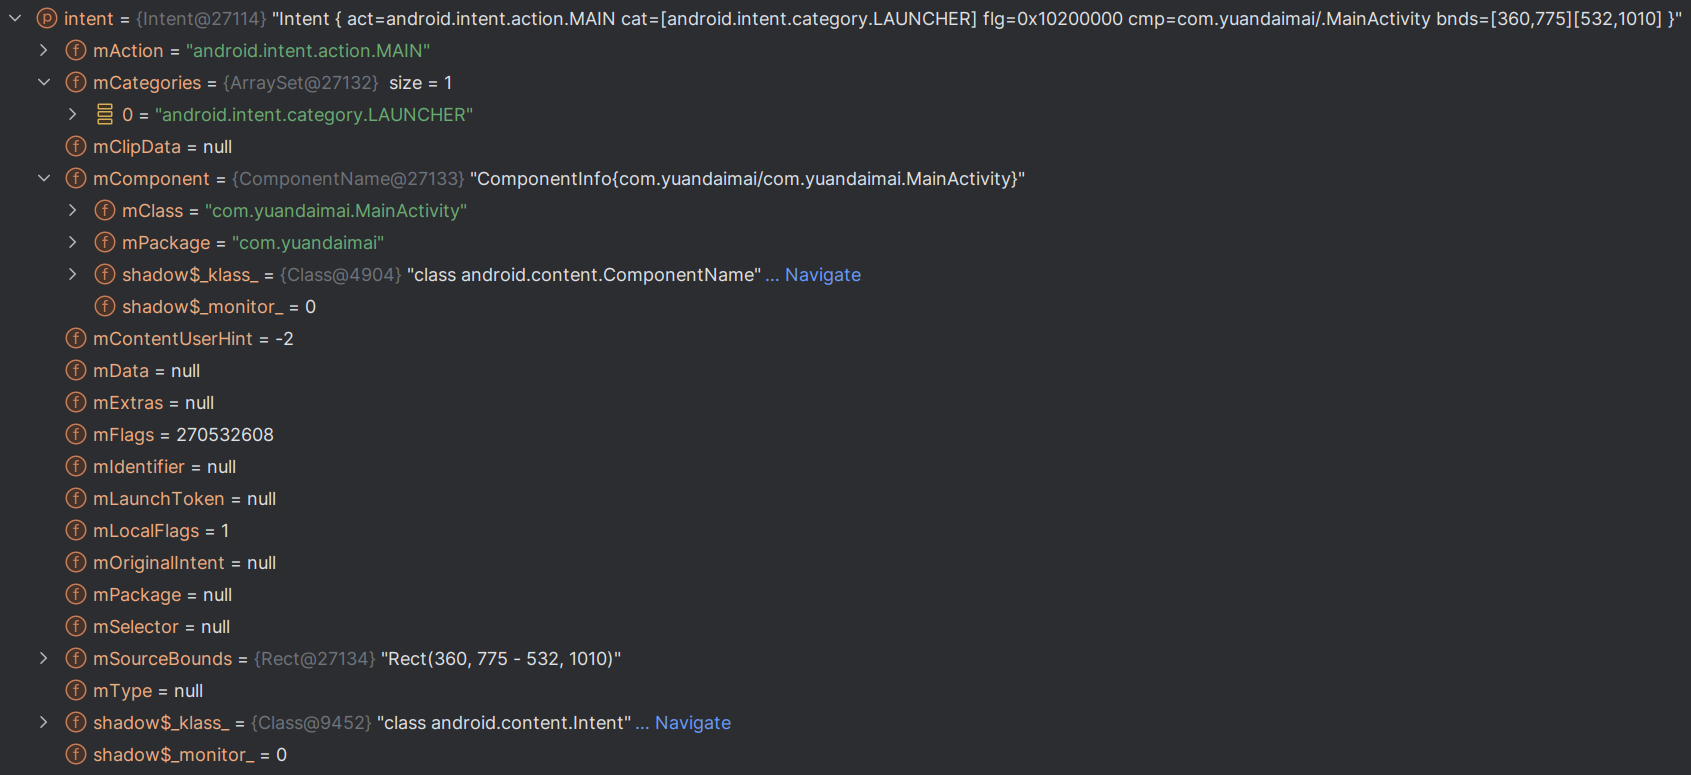 intent = {Intent@27114} "Intent { act=android.intent.action.MAIN cat=[android.intent.category.LAUNCHER] flg=0x10200000 cmp=com.yuandaimai/.MainActivity bnds=[360,775][532,1010] }"
mAction = "android.intent.action.MAIN"
mCategories = {ArraySet@27132} size = 1
0 = "android.intent.category.LAUNCHER"
mClipData = null
mComponent = {ComponentName@27133} "ComponentInfo{com.yuandaimai/com.yuandaimai.MainActivity}"
mClass = "com.yuandaimai.MainActivity"
mPackage = "com.yuandaimai"
shadow$_klass_ = {Class@4904} "class android.content.ComponentName" ... Navigate
shadow$_monitor_ = 0
mContentUserHint = -2
mData = null
mExtras = null
mFlags = 270532608
mIdentifier = null
mLaunchToken = null
mLocalFlags = 1
mOriginalIntent = null
mPackage = null
mSelector = null
mSourceBounds = {Rect@27134} "Rect(360, 775 - 532, 1010)"
mType = null
shadow$_klass_ = {Class@9452} "class android.content.Intent" ... Navigate
shadow$_monitor_ = 0